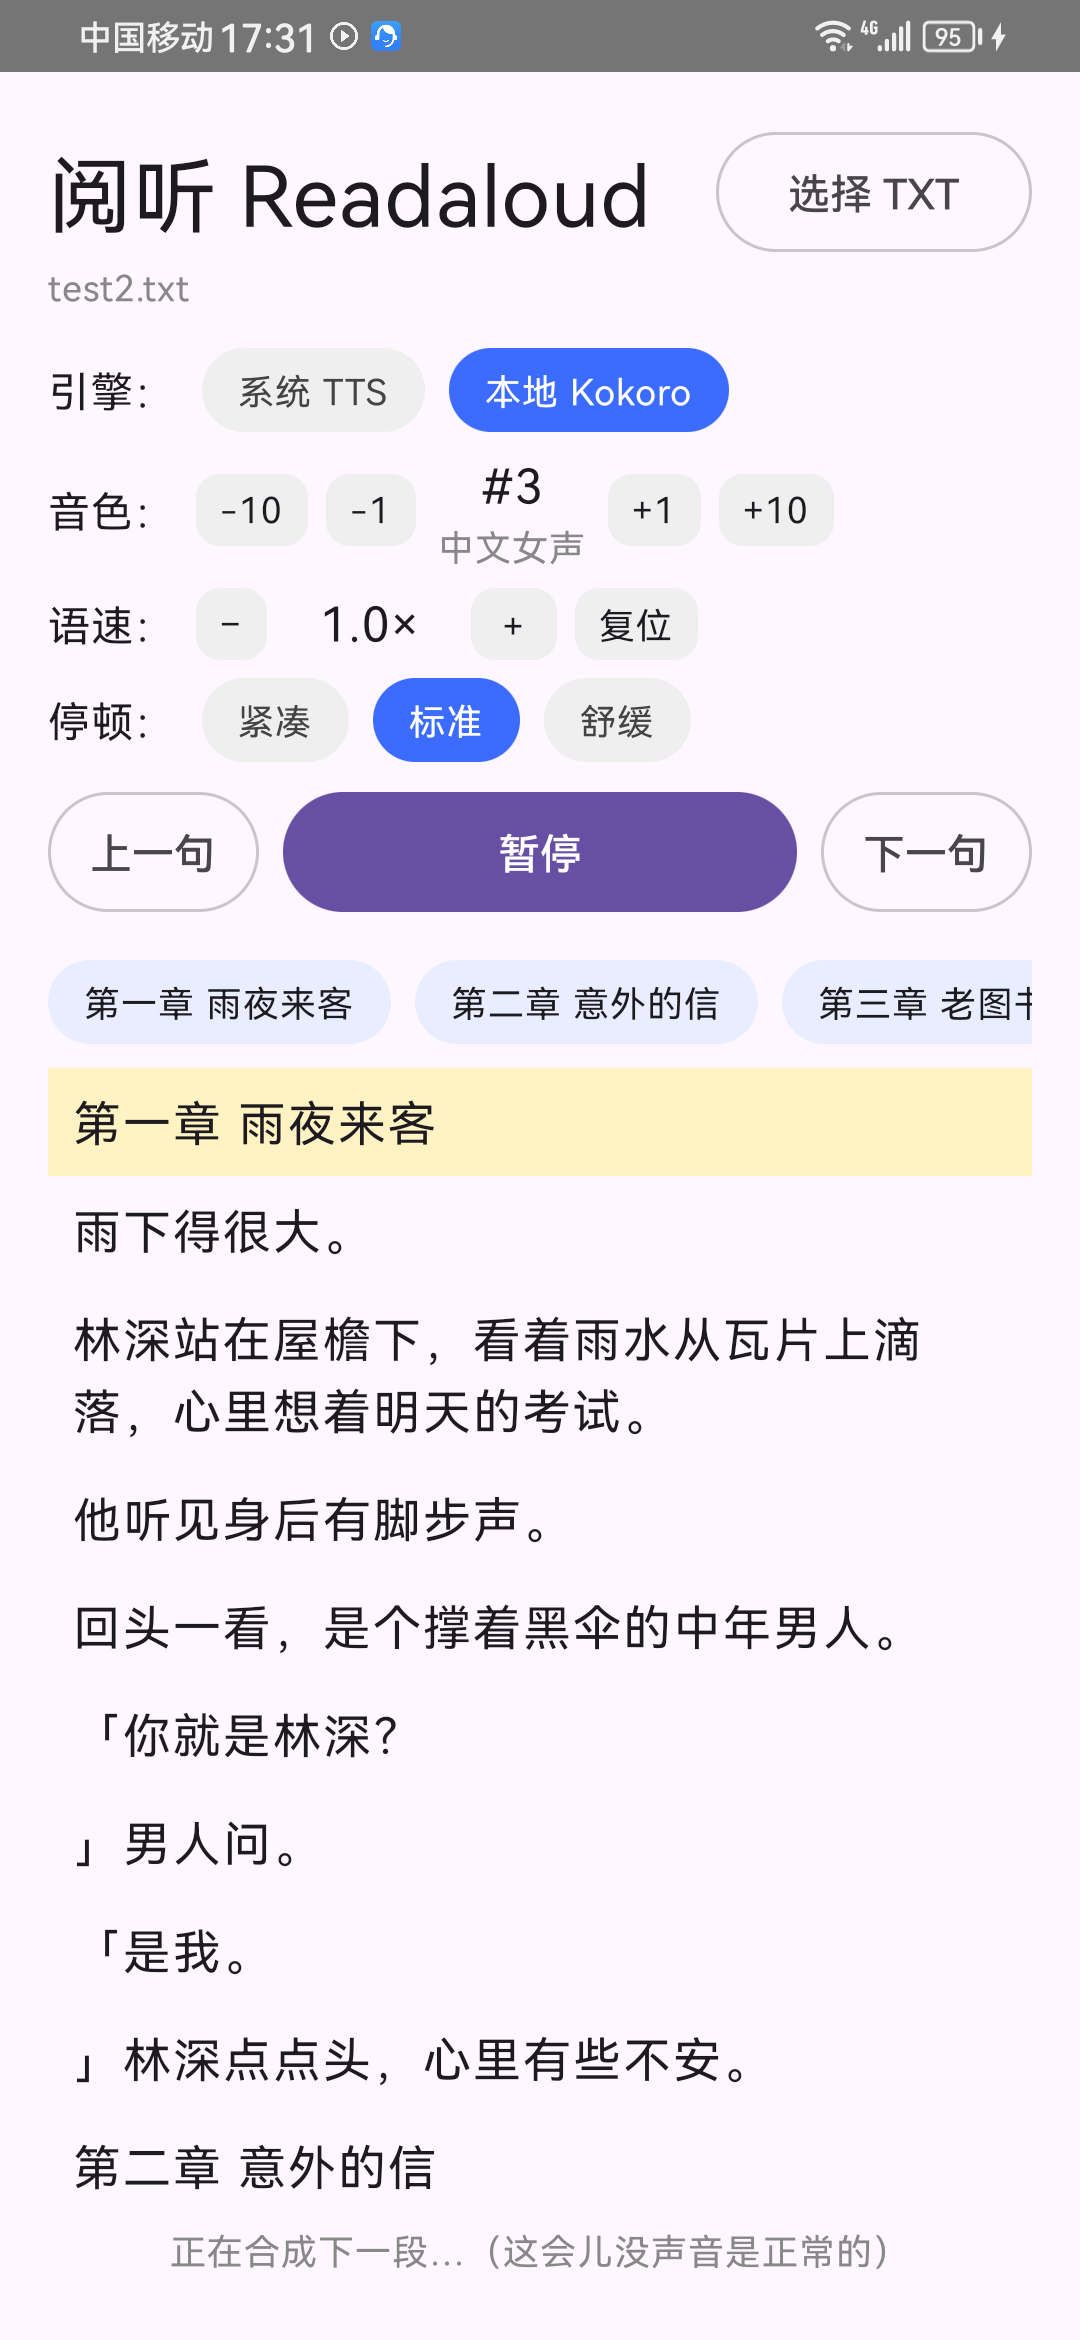 中国移动 17:31 4G 95
阅听 Readaloud 选择 TXT
test2.txt
引擎： 系统 TTS 本地 Kokoro
音色： -10 -1 #3 +1 +10
中文女声
语速： − 1.0× + 复位
停顿： 紧凑 标准 舒缓
上一句 暂停 下一句
第一章 雨夜来客 第二章 意外的信 第三章 老图
第一章 雨夜来客
雨下得很大。
林深站在屋檐下，看着雨水从瓦片上滴
落，心里想着明天的考试。
他听见身后有脚步声。
回头一看，是个撑着黑伞的中年男人。
「你就是林深？
」男人问。
「是我。
」林深点点头，心里有些不安。
第二章 意外的信
正在合成下一段…（这会儿没声音是正常的）